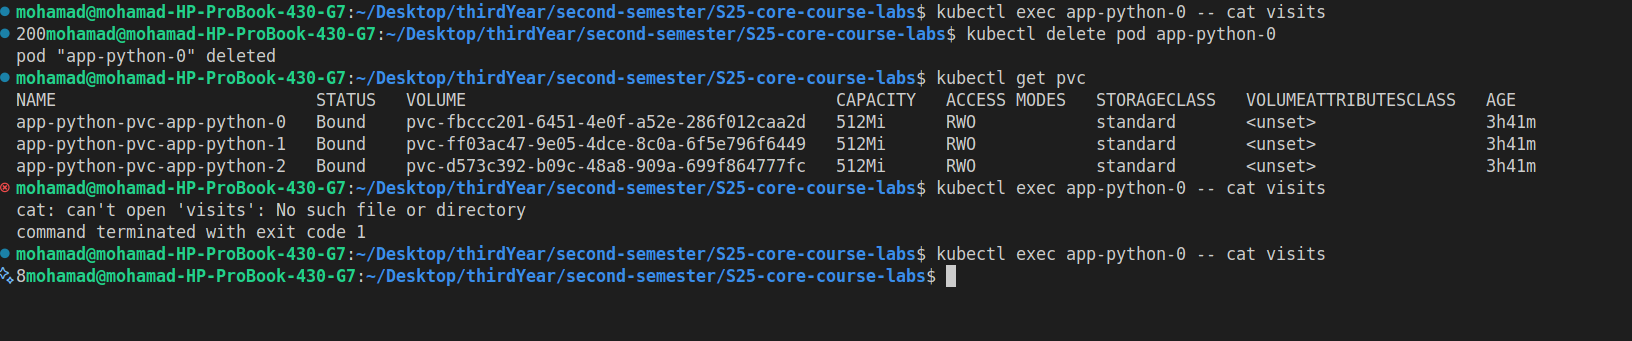 mohamad@mohamad-HP-ProBook-430-G7:~/Desktop/thirdYear/second-semester/S25-core-course-labs$ kubectl exec app-python-0 -- cat visits
200mohamad@mohamad-HP-ProBook-430-G7:~/Desktop/thirdYear/second-semester/S25-core-course-labs$ kubectl delete pod app-python-0
pod "app-python-0" deleted
mohamad@mohamad-HP-ProBook-430-G7:~/Desktop/thirdYear/second-semester/S25-core-course-labs$ kubectl get pvc
NAME                          STATUS   VOLUME                                     CAPACITY   ACCESS MODES   STORAGECLASS   VOLUMEATTRIBUTESCLASS   AGE
app-python-pvc-app-python-0   Bound    pvc-fbccc201-6451-4e0f-a52e-286f012caa2d   512Mi      RWO            standard       <unset>                 3h41m
app-python-pvc-app-python-1   Bound    pvc-ff03ac47-9e05-4dce-8c0a-6f5e796f6449   512Mi      RWO            standard       <unset>                 3h41m
app-python-pvc-app-python-2   Bound    pvc-d573c392-b09c-48a8-909a-699f864777fc   512Mi      RWO            standard       <unset>                 3h41m
mohamad@mohamad-HP-ProBook-430-G7:~/Desktop/thirdYear/second-semester/S25-core-course-labs$ kubectl exec app-python-0 -- cat visits
cat: can't open 'visits': No such file or directory
command terminated with exit code 1
mohamad@mohamad-HP-ProBook-430-G7:~/Desktop/thirdYear/second-semester/S25-core-course-labs$ kubectl exec app-python-0 -- cat visits
8mohamad@mohamad-HP-ProBook-430-G7:~/Desktop/thirdYear/second-semester/S25-core-course-labs$